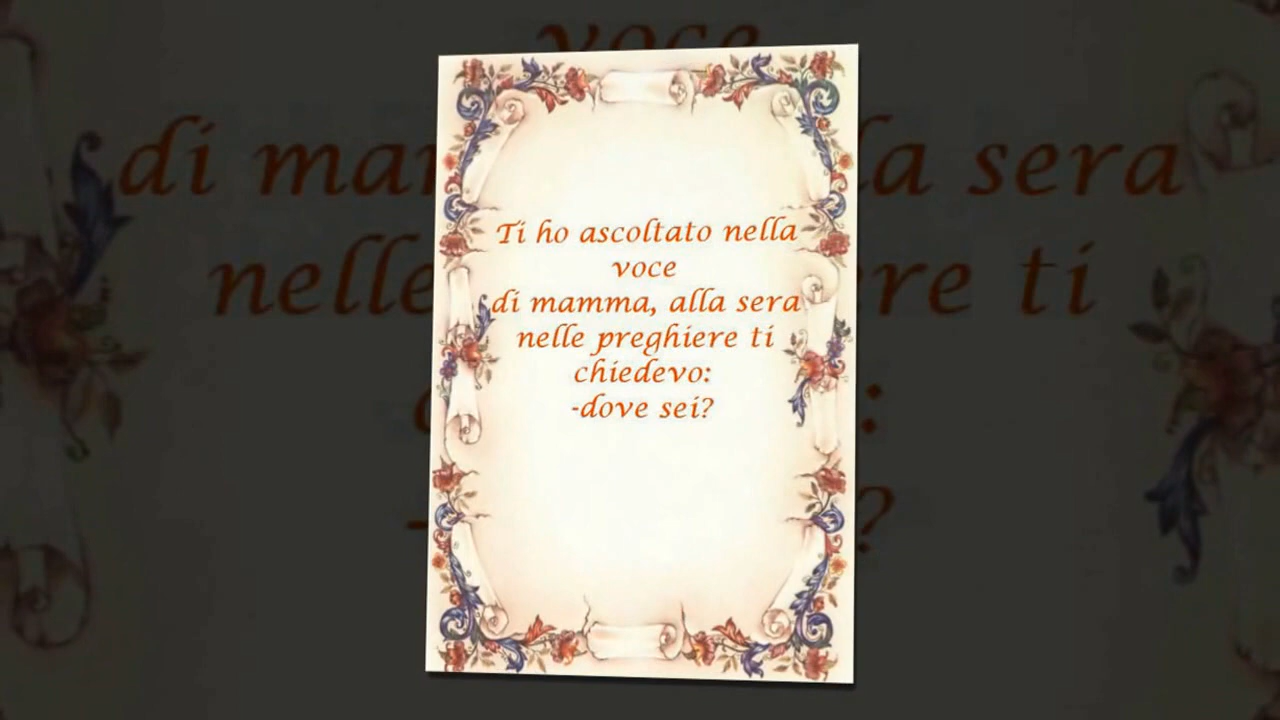 Ti ho ascoltato nella
voce
di mamma, alla sera
nelle preghiere ti
chiedevo:
-dove sei?